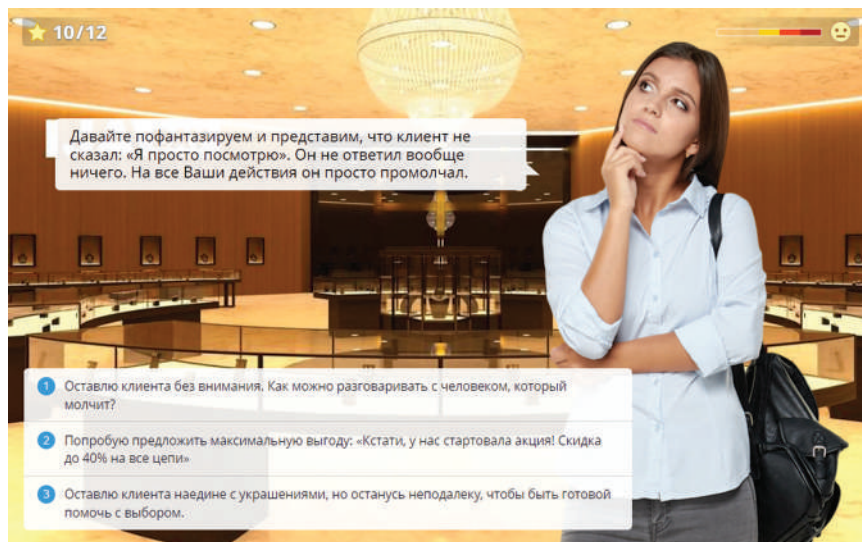 10/12
Давайте пофантазируем и представим, что клиент не
сказал: «Я просто посмотрю». Он не ответил вообще
ничего. На все Ваши действия он просто промолчал.
1 Оставлю клиента без внимания. Как можно разговаривать с человеком, который
молчит?
2 Попробую предложить максимальную выгоду: «Кстати, у нас стартовала акция! Скидка
до 40% на все цепи»
3 Оставлю клиента наедине с украшениями, но останусь неподалеку, чтобы быть готовой
помочь с выбором.